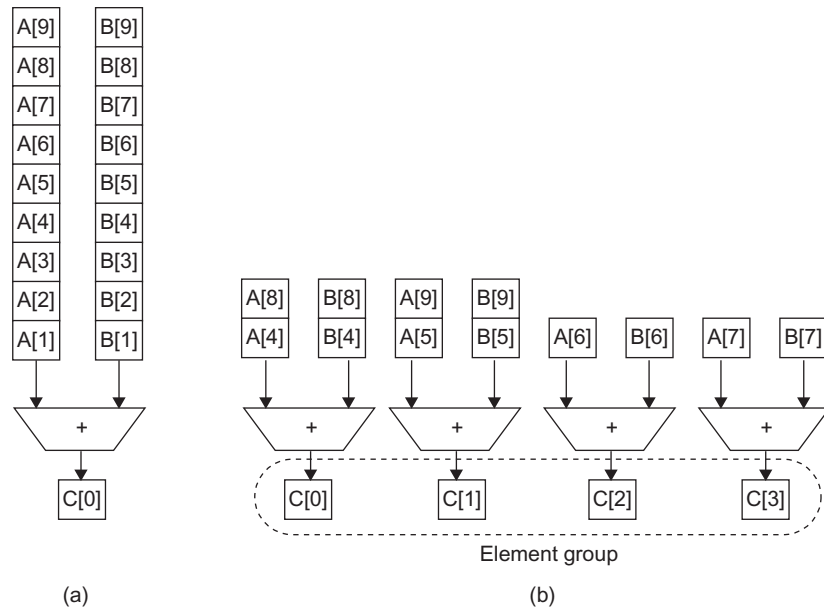 A[9] B[9]
A[8] B[8]
A[7] B[7]
A[6] B[6]
A[5] B[5]
A[4] B[4]
A[3] B[3]
A[2] B[2]
A[1] B[1]
+
C[0]
(a)
A[8] B[8] A[9] B[9]
A[4] B[4] A[5] B[5] A[6] B[6] A[7] B[7]
+ + + +
C[0] C[1] C[2] C[3]
Element group
(b)